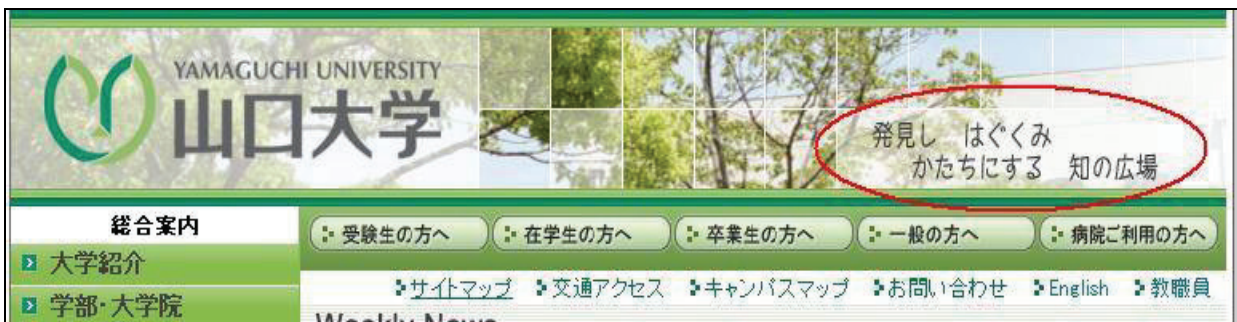 YAMAGUCHI UNIVERSITY
山口大学
発見し はぐくみ
かたちにする 知の広場
総合案内
受験生の方へ 在学生の方へ 卒業生の方へ 一般の方へ 病院ご利用の方へ
大学紹介
サイトマップ 交通アクセス キャンパスマップ お問い合わせ English 教職員
学部・大学院
Weekly News